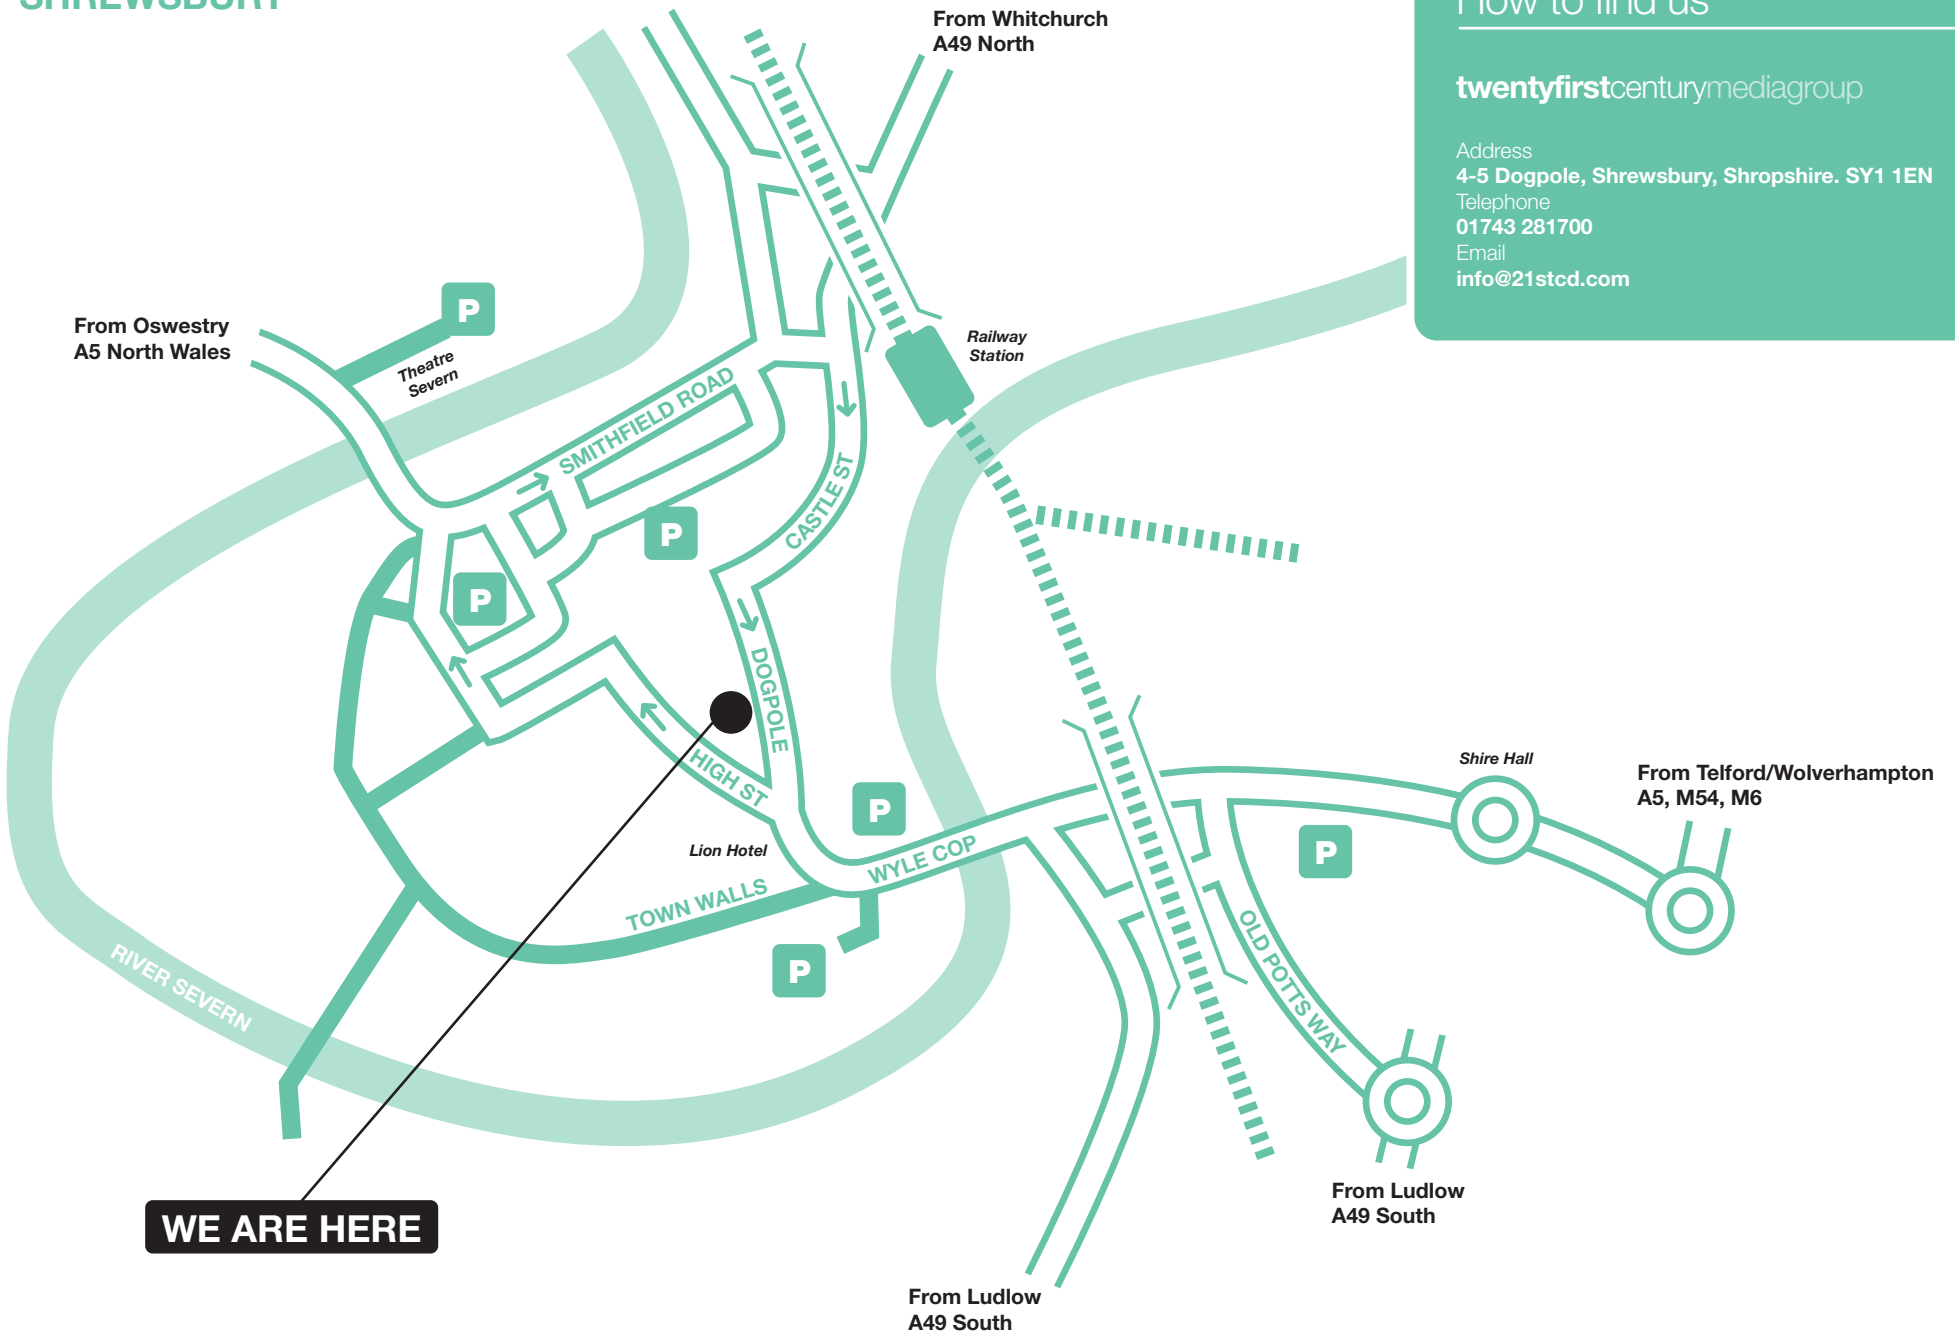 SHREWSBURY
How to find us
twentyfirstcenturymediagroup
Address
4-5 Dogpole, Shrewsbury, Shropshire. SY1 1EN
Telephone
01743 281700
Email
info@21stcd.com
From Whitchurch
A49 North
From Oswestry
A5 North Wales
P
Theatre
Severn
Railway
Station
SMITHFIELD ROAD
CASTLE ST
P
P
DOGPOLE
HIGH ST
P
Lion Hotel
WYLE COP
TOWN WALLS
P
Shire Hall
From Telford/Wolverhampton
A5, M54, M6
P
OLD POTTS WAY
RIVER SEVERN
From Ludlow
A49 South
WE ARE HERE
From Ludlow
A49 South